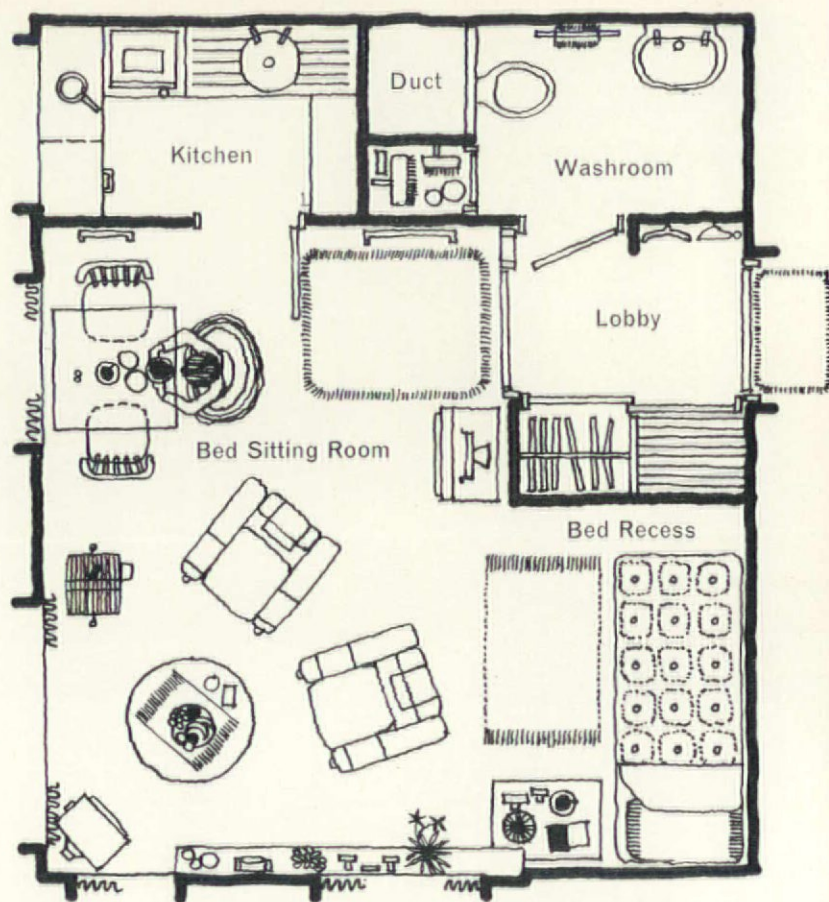 Duct
Kitchen
Washroom
Lobby
Bed Sitting Room
Bed Recess